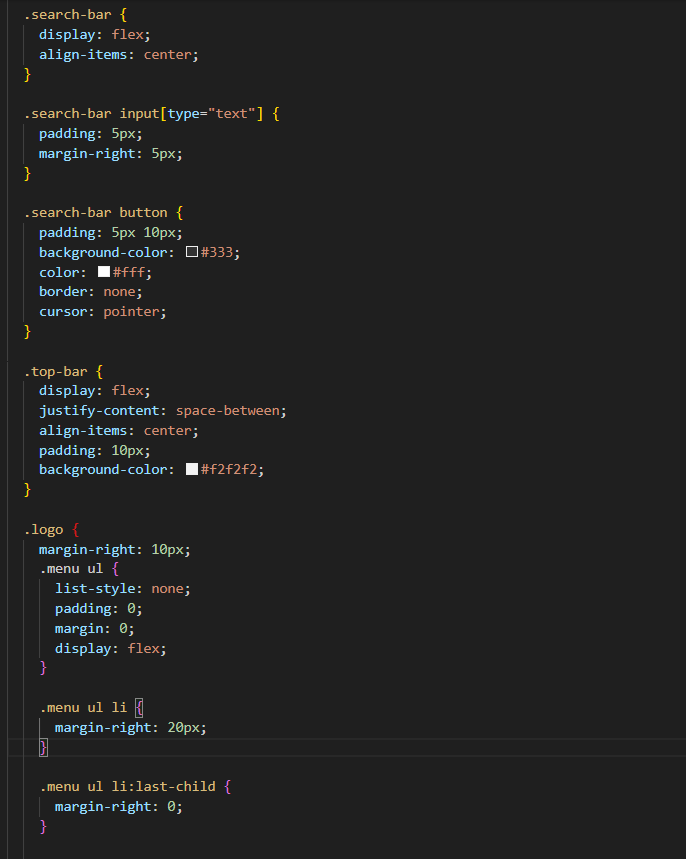 .search-bar {
  display: flex;
  align-items: center;
}

.search-bar input[type="text"] {
  padding: 5px;
  margin-right: 5px;
}

.search-bar button {
  padding: 5px 10px;
  background-color: #333;
  color: #fff;
  border: none;
  cursor: pointer;
}

.top-bar {
  display: flex;
  justify-content: space-between;
  align-items: center;
  padding: 10px;
  background-color: #f2f2f2;
}

.logo {
  margin-right: 10px;
  .menu ul {
    list-style: none;
    padding: 0;
    margin: 0;
    display: flex;
  }

  .menu ul li {
    margin-right: 20px;
  }

  .menu ul li:last-child {
    margin-right: 0;
  }